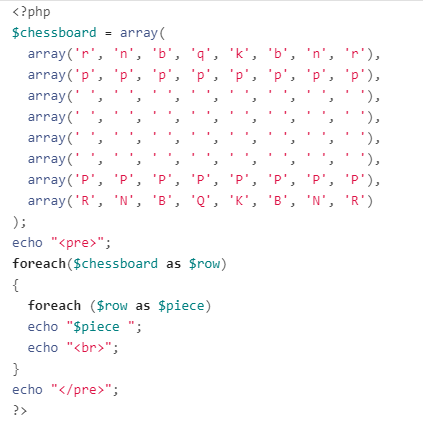 <?php
$chessboard = array(
  array('r', 'n', 'b', 'q', 'k', 'b', 'n', 'r'),
  array('p', 'p', 'p', 'p', 'p', 'p', 'p', 'p'),
  array(' ', ' ', ' ', ' ', ' ', ' ', ' ', ' '),
  array(' ', ' ', ' ', ' ', ' ', ' ', ' ', ' '),
  array(' ', ' ', ' ', ' ', ' ', ' ', ' ', ' '),
  array(' ', ' ', ' ', ' ', ' ', ' ', ' ', ' '),
  array('P', 'P', 'P', 'P', 'P', 'P', 'P', 'P'),
  array('R', 'N', 'B', 'Q', 'K', 'B', 'N', 'R')
);
echo "<pre>";
foreach($chessboard as $row)
{
  foreach ($row as $piece)
  echo "$piece ";
  echo "<br>";
}
echo "</pre>";
?>